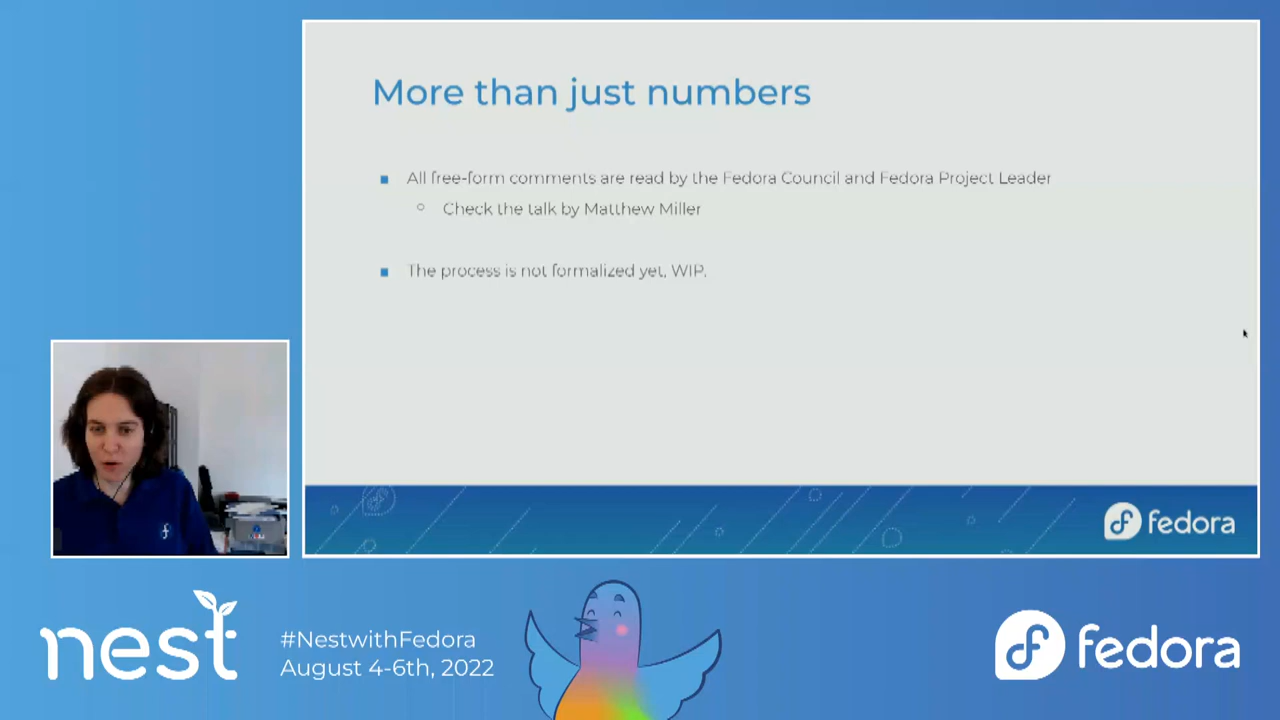 More than just numbers
All free-form comments are read by the Fedora Council and Fedora Project Leader
Check the talk by Matthew Miller
The process is not formalized yet, WIP.
fedora
nest
#NestwithFedora
August 4-6th, 2022
fedora